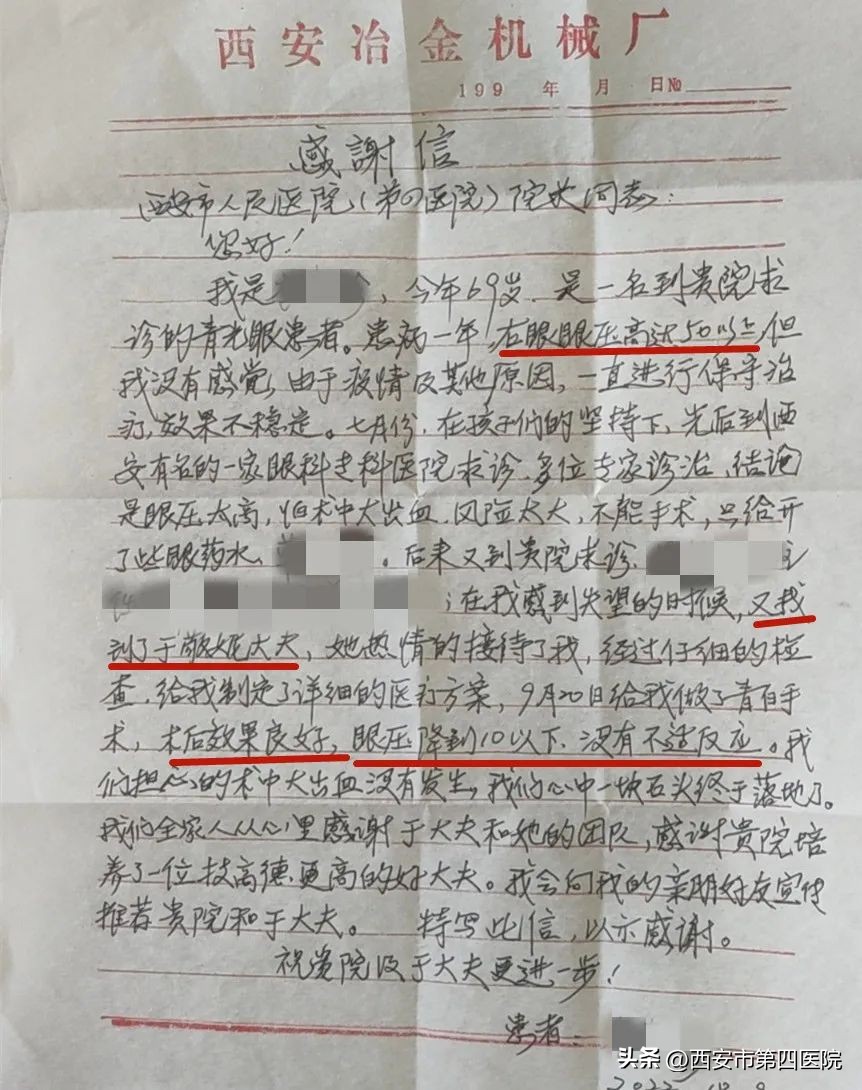 西安冶金机械厂
199 年 月 日№
感謝信
西安市人民医院(第四医院)院长同志:
您好!
我是 ,今年69岁.是一名到贵院求
诊的青光眼患者。患病一年,右眼眼压高达50以上,但
我没有感觉,由于疫情及其他原因,一直进行保守治
疗,效果不稳定。七月份,在孩子们的坚持下,先后到西
安有名的一家眼科专科医院求诊.多位专家诊治,结论
是眼压太高,怕术中大出血.风险太大,不能手术,只给开
了些眼药水、 。后来又到贵院求诊.
;在我感到失望的时候,又找
到了于敬妮大夫,她热情的接待了我,经过仔细的检
查.给我制定了详细的医疗方案,9月20日给我做了青白手
术,术后效果良好,眼压降到10以下.没有不适反应。我
们担心的术中大出血没有发生,我们心中一块石头终于落地了。
我们全家人从心里感谢于大夫和她的团队,感谢贵院培
养了一位技高德更高的好大夫。我会向我的亲朋好友宣传
推荐贵院和于大夫。 特写此信,以示感谢。
祝贵院及于大夫更进一步!
患者:
头条 @西安市第四医院